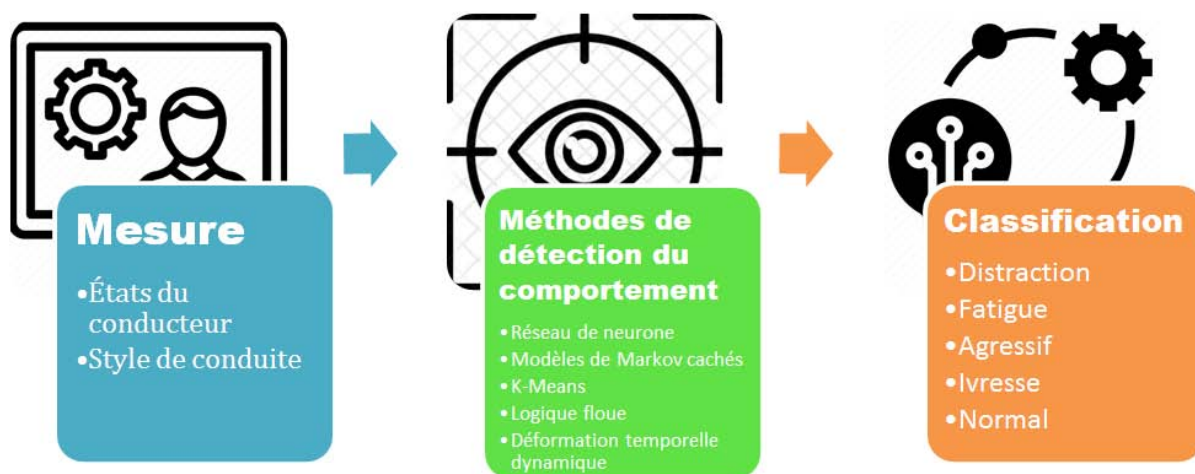 Mesure
•États du
conducteur
•Style de conduite
Méthodes de
détection du
comportement
•Réseau de neurone
•Modèles de Markov cachés
•K-Means
•Logique floue
•Déformation temporelle
dynamique
Classification
•Distraction
•Fatigue
•Agressif
•Ivresse
•Normal